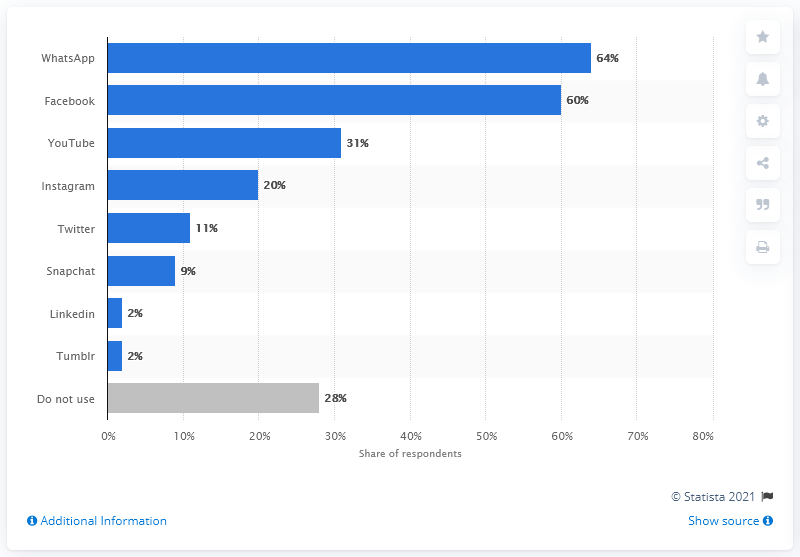 WhatsApp 64%
Facebook 60%
YouTube 31%
Instagram 20%
Twitter 11%
Snapchat 9%
Linkedin 2%
Tumblr 2%
Do not use 28%
0% 10% 20% 30% 40% 50% 60% 70% 80%
Share of respondents
© Statista 2021
Additional Information Show source